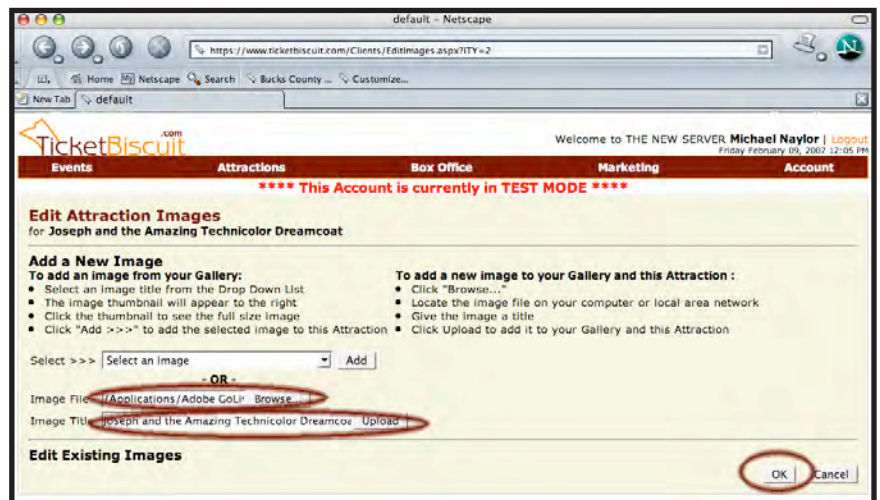 default - Netscape
https://www.ticketbiscuit.com/Clients/EditImages.aspx?ITY=2
Home Netscape Search Bucks County ... Customize...
New Tab default
TicketBiscuit.com
Welcome to THE NEW SERVER Michael Naylor | Logout
Friday February 09, 2007 12:05 PM
Events Attractions Box Office Marketing Account
**** This Account is currently in TEST MODE ****
Edit Attraction Images
for Joseph and the Amazing Technicolor Dreamcoat
Add a New Image
To add an image from your Gallery:
• Select an image title from the Drop Down List
• The image thumbnail will appear to the right
• Click the thumbnail to see the full size image
• Click "Add >>>" to add the selected image to this Attraction
To add a new image to your Gallery and this Attraction :
• Click "Browse..."
• Locate the image file on your computer or local area network
• Give the image a title
• Click Upload to add it to your Gallery and this Attraction
Select >>> Select an Image Add
- OR -
Image File /Applications/Adobe GoLi Browse...
Image Title Joseph and the Amazing Technicolor Dreamcoa Upload
Edit Existing Images
OK Cancel